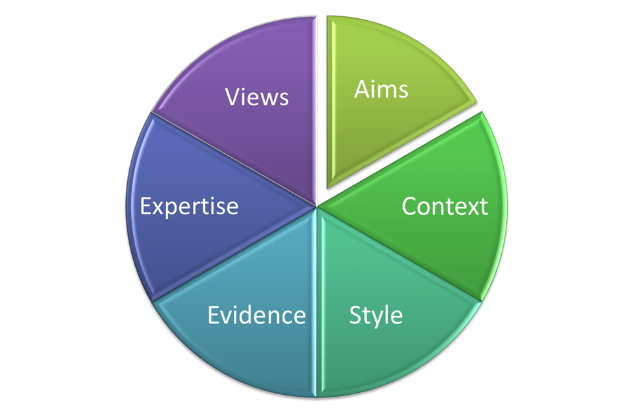 Views
Aims
Expertise
Context
Evidence
Style